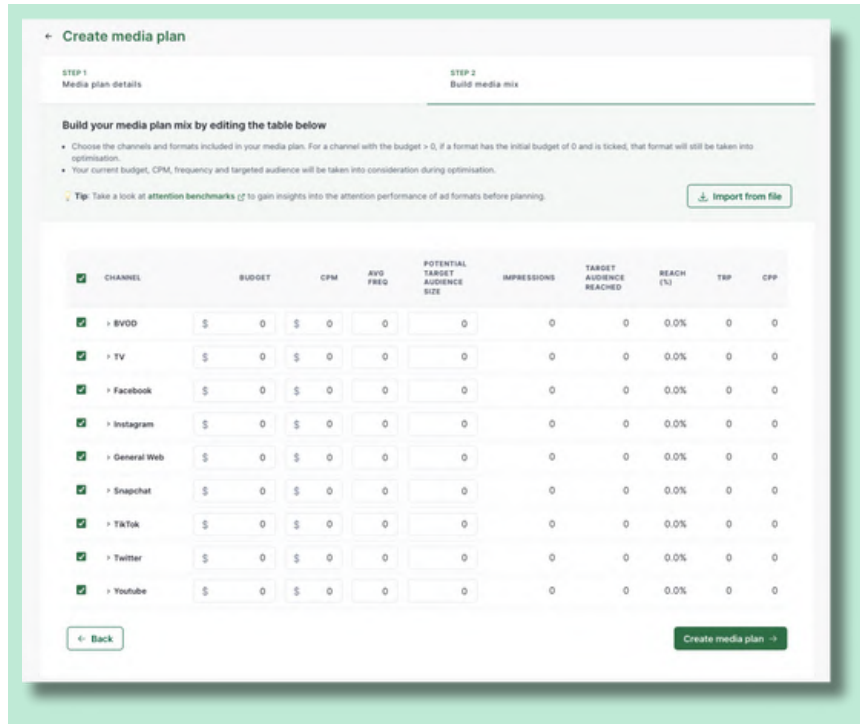 ← Create media plan
STEP 1
Media plan details
STEP 2
Build media mix
Build your media plan mix by editing the table below
• Choose the channels and formats included in your media plan. For a channel with the budget > 0, if a format has the initial budget of 0 and is ticked, that format will still be taken into
optimisation.
• Your current budget, CPM, frequency and targeted audience will be taken into consideration during optimisation.
Tip: Take a look at attention benchmarks to gain insights into the attention performance of ad formats before planning.
Import from file
CHANNEL BUDGET CPM AVG FREQ POTENTIAL TARGET AUDIENCE SIZE IMPRESSIONS TARGET AUDIENCE REACHED REACH (%) TRP CPP
> BVOD $ 0 $ 0 0 0 0 0 0.0% 0 0
> TV $ 0 $ 0 0 0 0 0 0.0% 0 0
> Facebook $ 0 $ 0 0 0 0 0 0.0% 0 0
> Instagram $ 0 $ 0 0 0 0 0 0.0% 0 0
> General Web $ 0 $ 0 0 0 0 0 0.0% 0 0
> Snapchat $ 0 $ 0 0 0 0 0 0.0% 0 0
> TikTok $ 0 $ 0 0 0 0 0 0.0% 0 0
> Twitter $ 0 $ 0 0 0 0 0 0.0% 0 0
> Youtube $ 0 $ 0 0 0 0 0 0.0% 0 0
← Back
Create media plan →